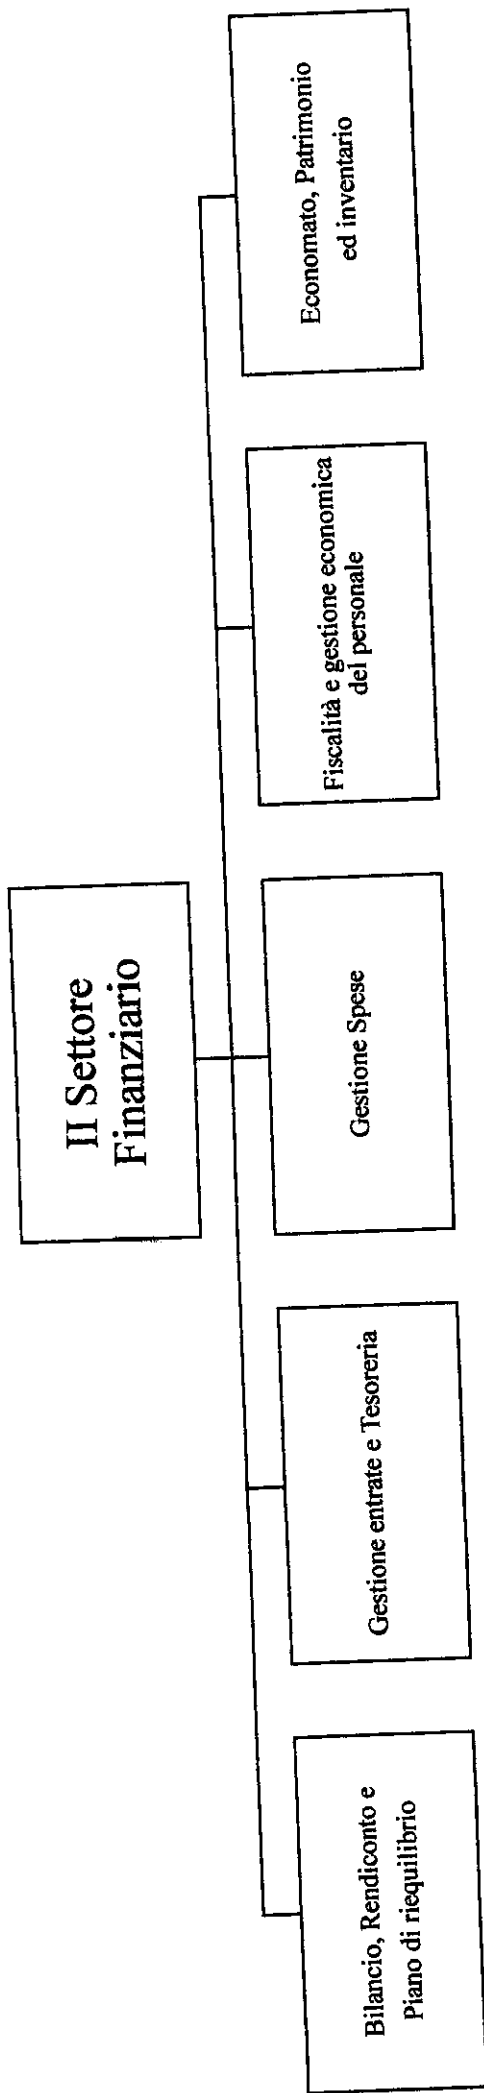 II Settore
Finanziario
Bilancio, Rendiconto e
Piano di riequilibrio
Gestione entrate e Tesoreria
Gestione Spese
Fiscalità e gestione economica
del personale
Economato, Patrimonio
ed inventario